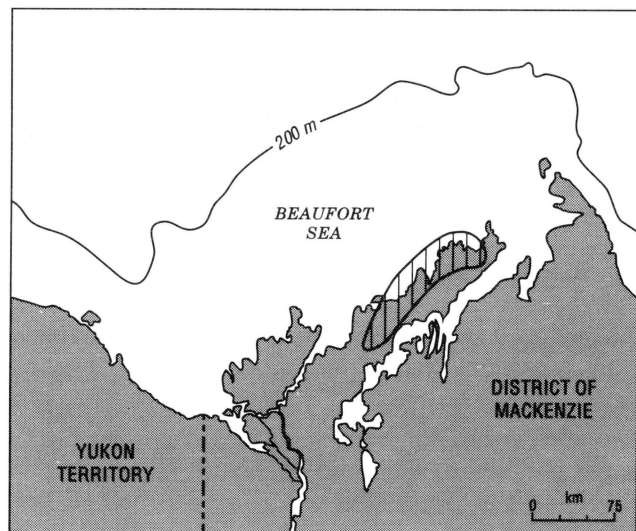 200 m
BEAUFORT
SEA
DISTRICT OF
MACKENZIE
YUKON
TERRITORY
km
0 75